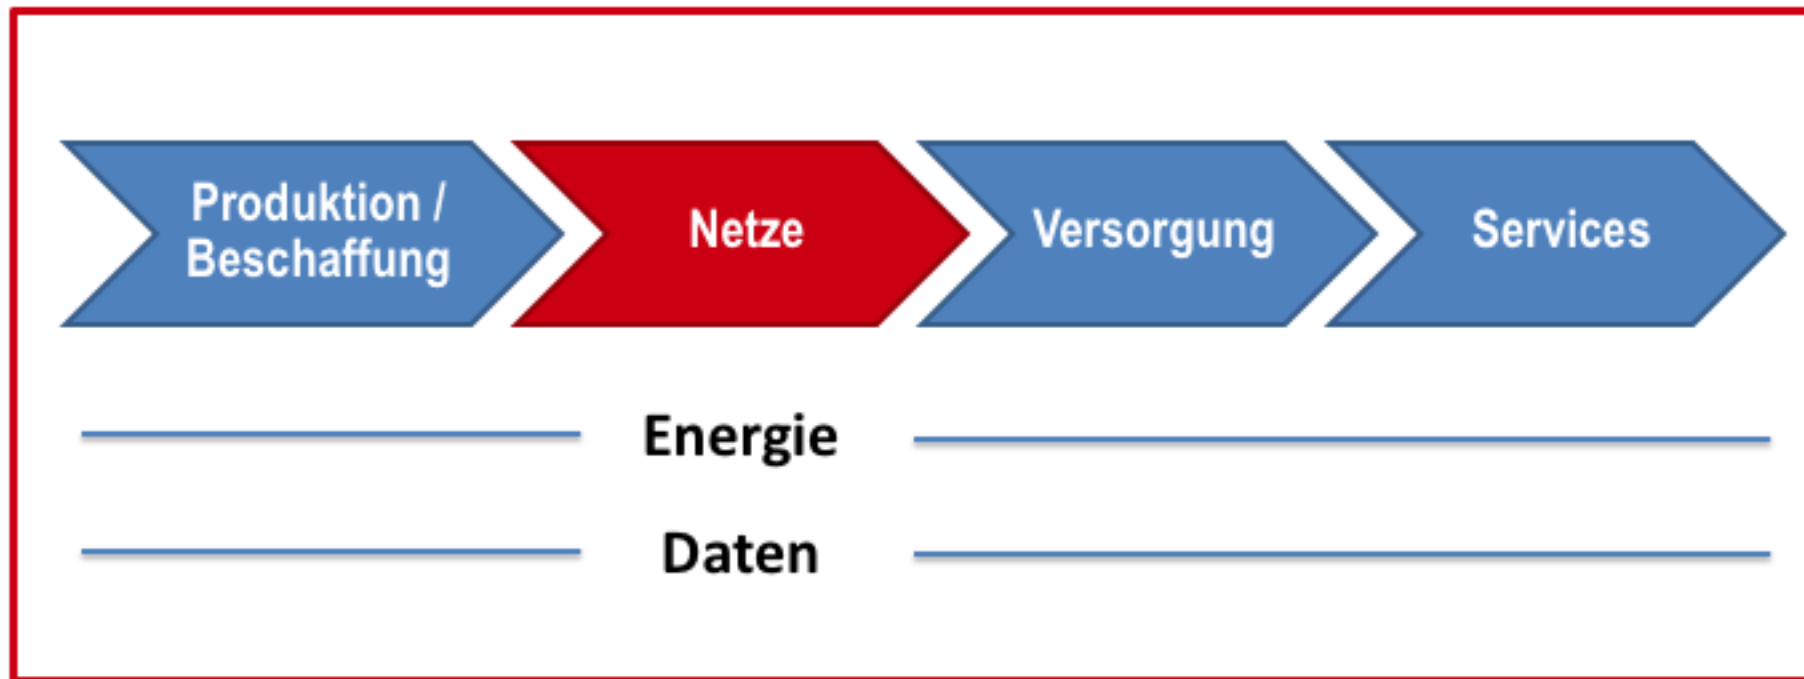 Produktion /
Beschaffung
Netze
Versorgung
Services
Energie
Daten